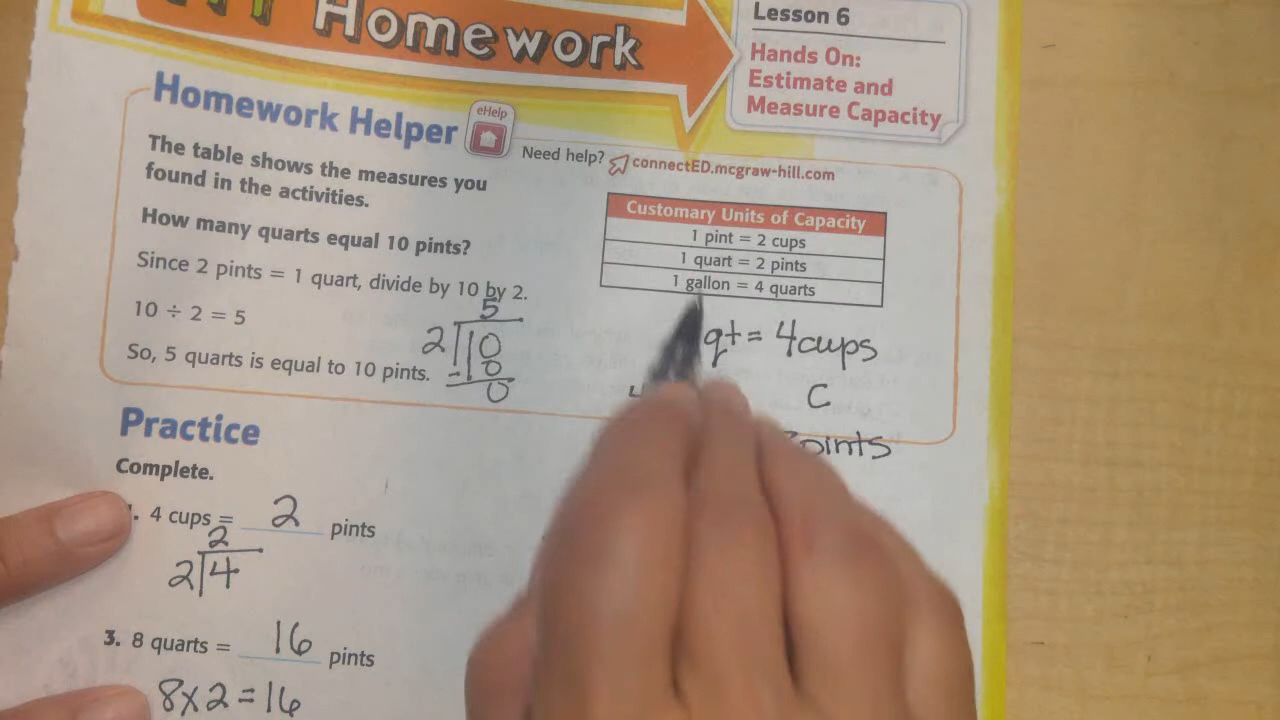 Homework
Lesson 6
Hands On:
Estimate and
Measure Capacity
Homework Helper
eHelp
Need help? connectED.mcgraw-hill.com
The table shows the measures you
found in the activities.
How many quarts equal 10 pints?
Since 2 pints = 1 quart, divide by 10 by 2.
10 ÷ 2 = 5
So, 5 quarts is equal to 10 pints.
5
2 10
- 10
0
Customary Units of Capacity
1 pint = 2 cups
1 quart = 2 pints
1 gallon = 4 quarts
qt = 4 cups
C
Practice
Complete.
1. 4 cups = 2 pints
2
2 4
3. 8 quarts = 16 pints
8 x 2 = 16